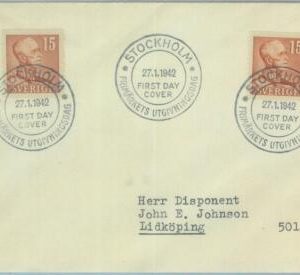 15
SVERIGE
STOCKHOLM
27.1.1942
FIRST DAY
COVER
FRIMÄRKETS UTGIVNINGSDAG
STOCKHOLM
27.1.1942
FIRST DAY
COVER
FRIMÄRKETS UTGIVNINGSDAG
15
SVERIGE
STOCKHOLM
27.1.1942
FIRST DAY
COVER
FRIMÄRKETS UTGIVNINGSDAG
Herr Disponent
John E. Johnson
Lidköping
501